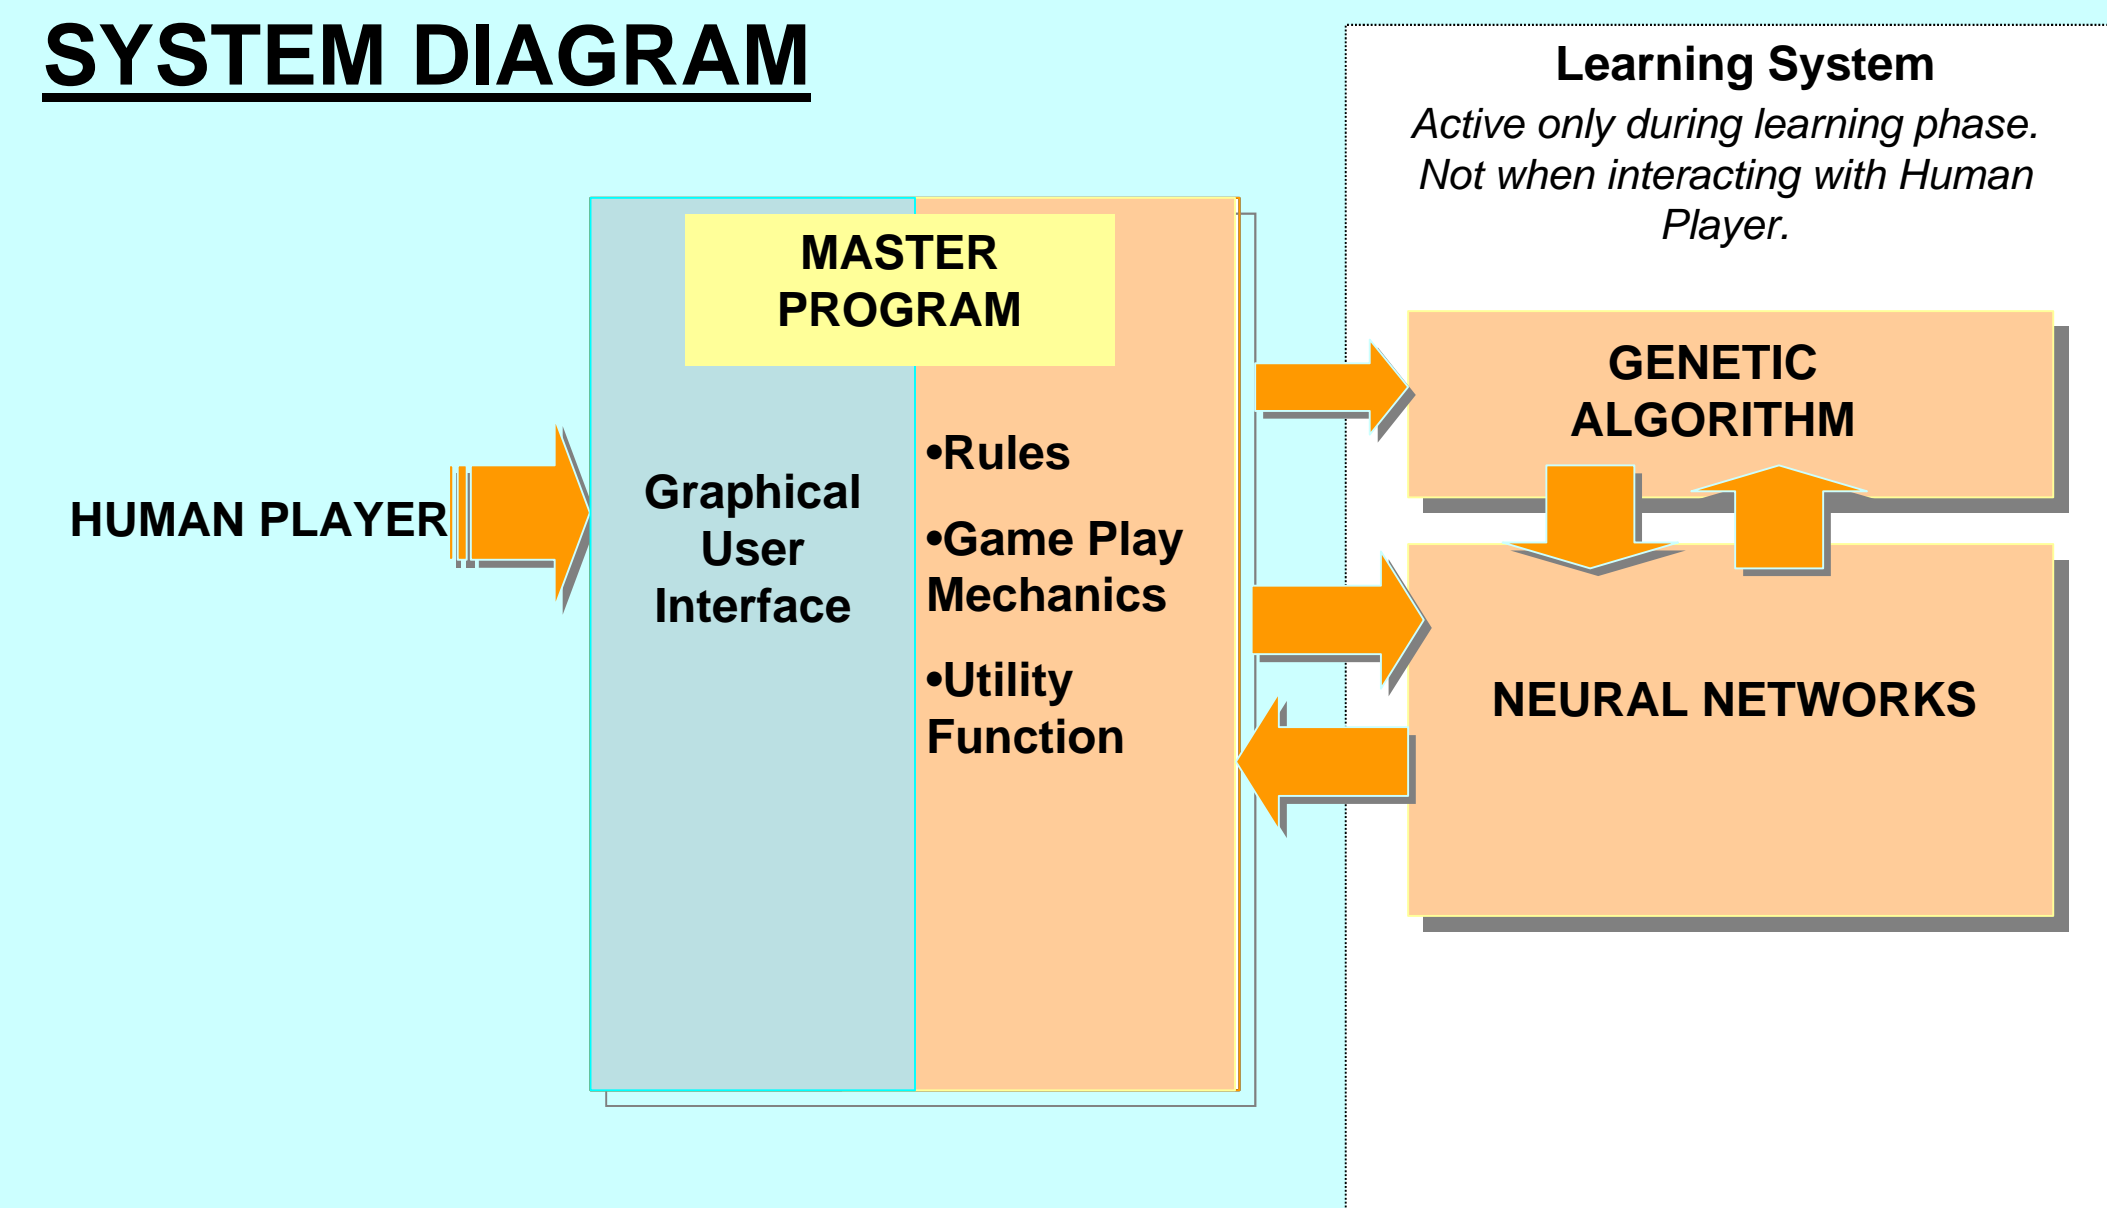 SYSTEM DIAGRAM
Learning System
Active only during learning phase.
Not when interacting with Human
Player.
MASTER
PROGRAM
GENETIC
ALGORITHM
HUMAN PLAYER
Graphical
User
Interface
•Rules
•Game Play
Mechanics
•Utility
Function
NEURAL NETWORKS